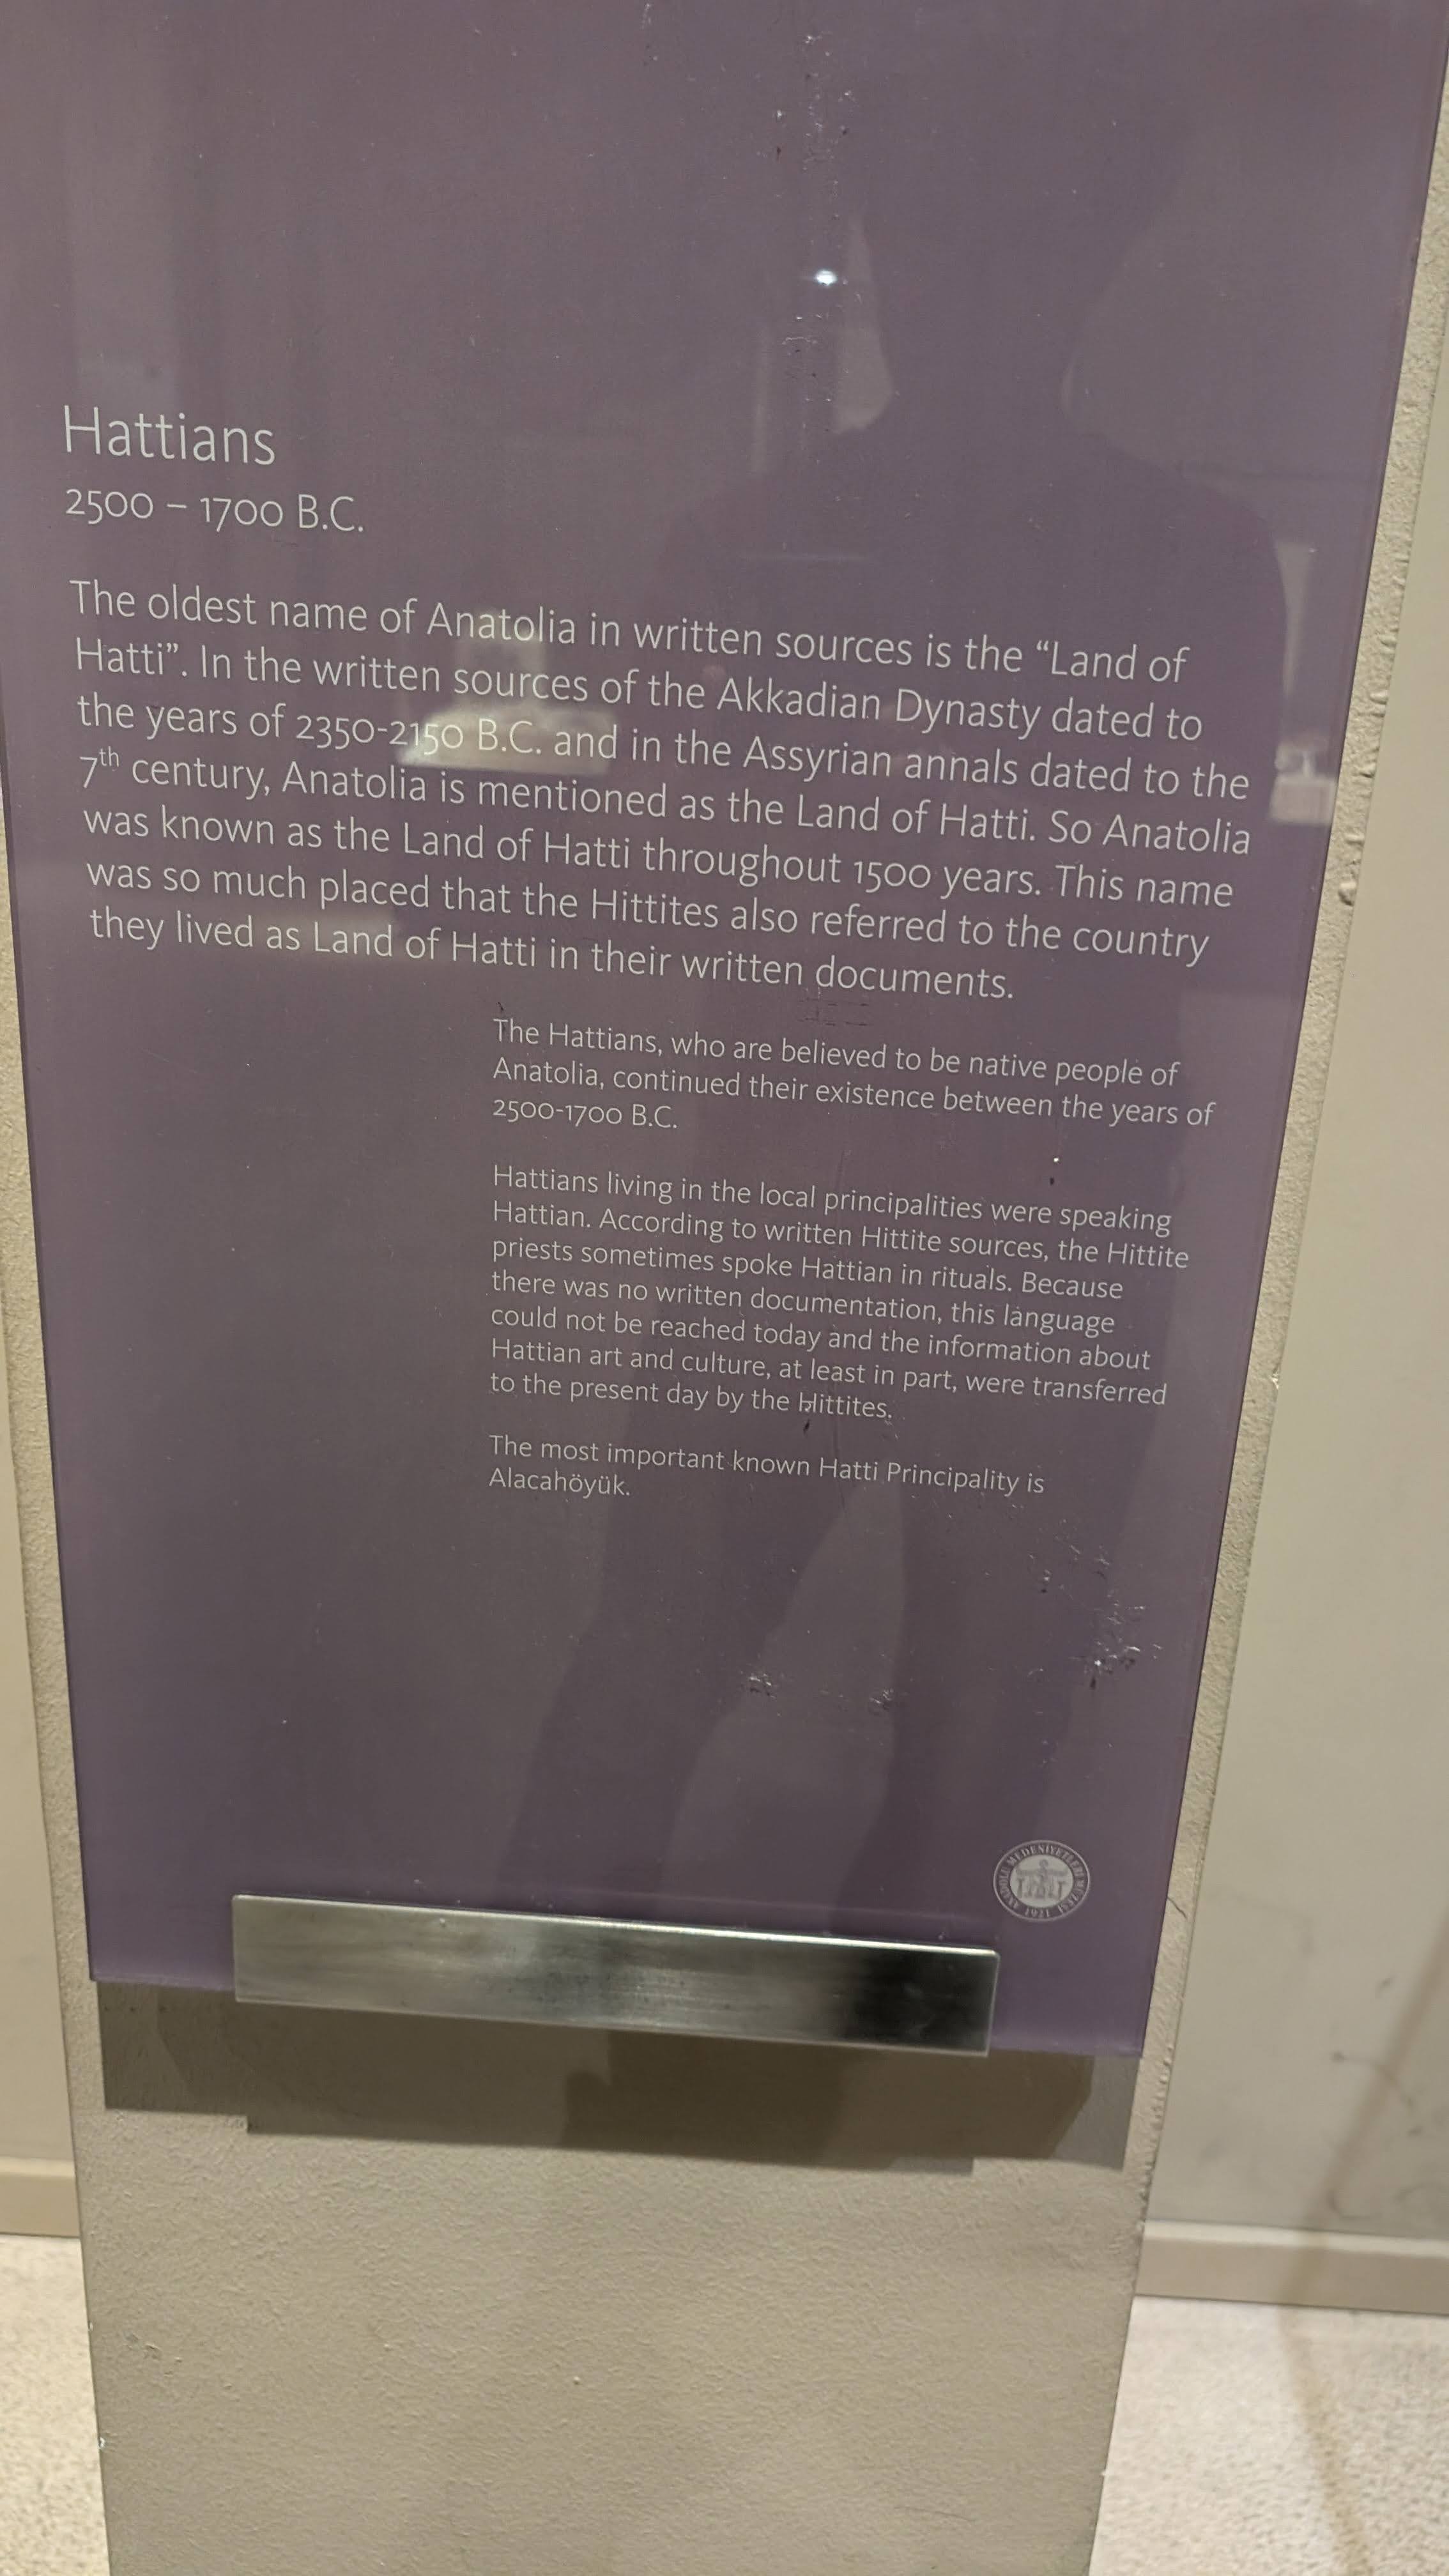 Hattians
2500 – 1700 B.C.
The oldest name of Anatolia in written sources is the “Land of
Hatti”. In the written sources of the Akkadian Dynasty dated to
the years of 2350-2150 B.C. and in the Assyrian annals dated to the
7th century, Anatolia is mentioned as the Land of Hatti. So Anatolia
was known as the Land of Hatti throughout 1500 years. This name
was so much placed that the Hittites also referred to the country
they lived as Land of Hatti in their written documents.
The Hattians, who are believed to be native people of
Anatolia, continued their existence between the years of
2500-1700 B.C.
Hattians living in the local principalities were speaking
Hattian. According to written Hittite sources, the Hittite
priests sometimes spoke Hattian in rituals. Because
there was no written documentation, this language
could not be reached today and the information about
Hattian art and culture, at least in part, were transferred
to the present day by the Hittites.
The most important known Hatti Principality is
Alacahöyük.
ANADOLU MEDENİYETLERİ MÜZESİ
1921